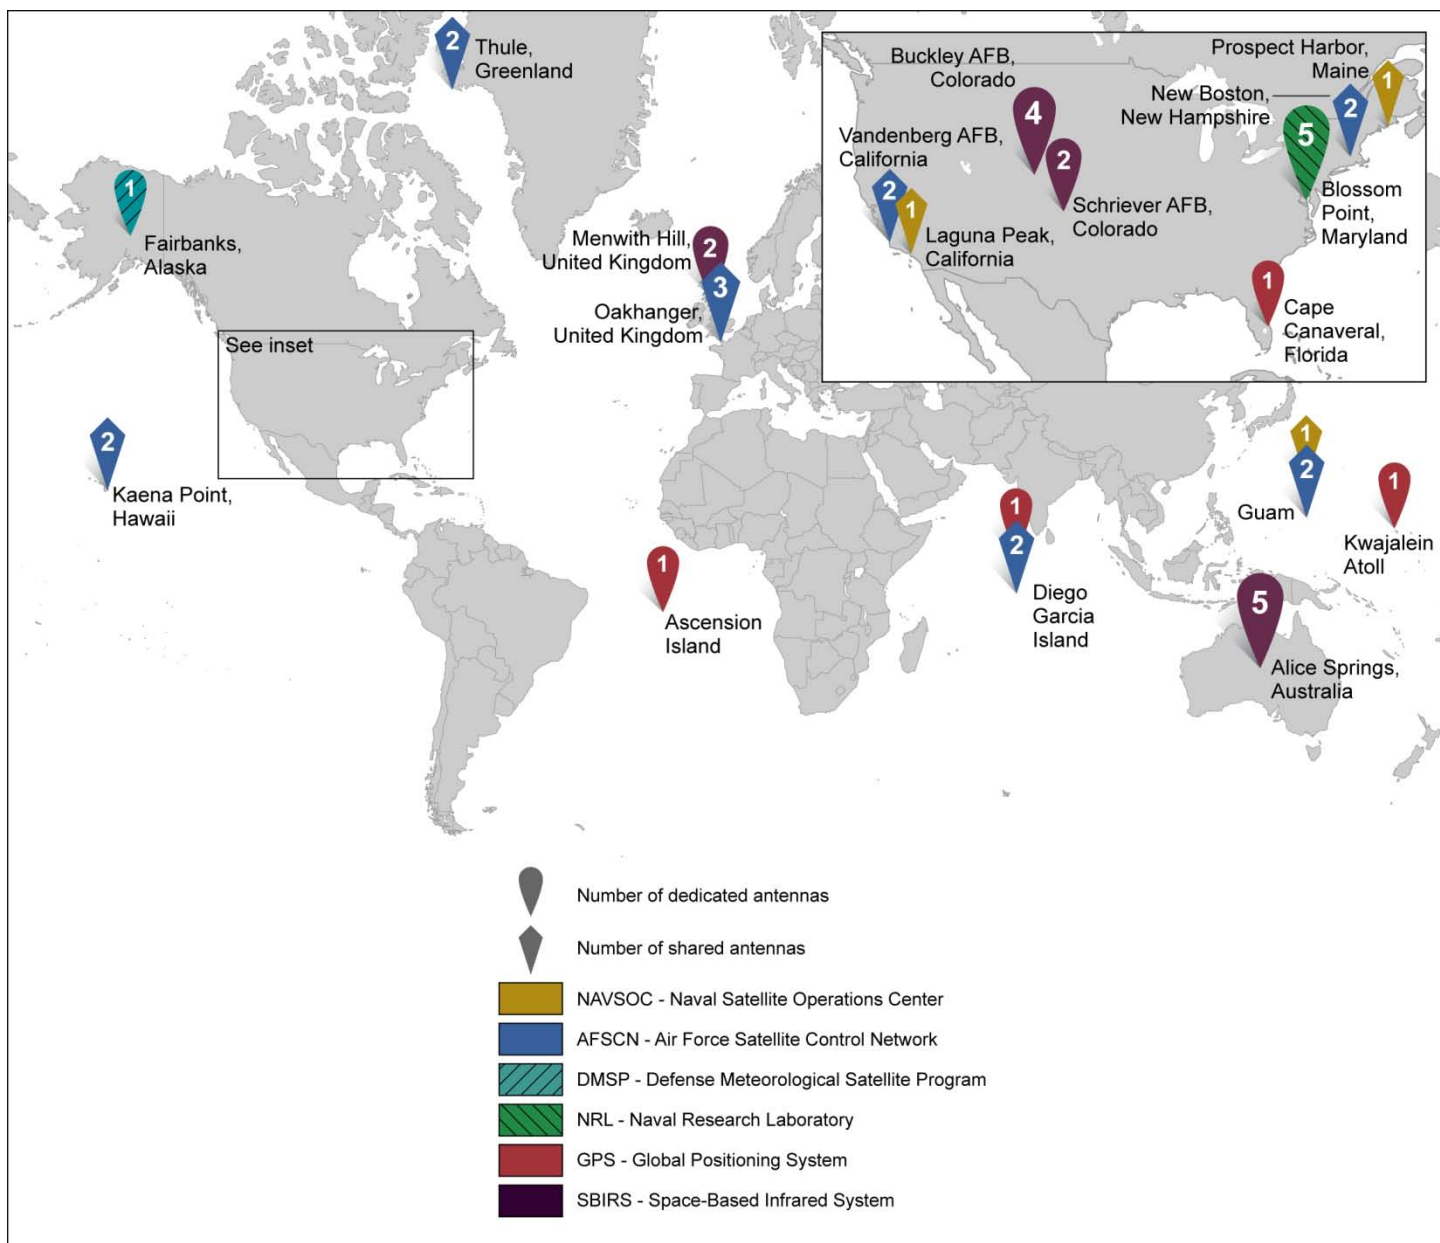 2
Thule,
Greenland
1
Fairbanks,
Alaska
See inset
2
Kaena Point,
Hawaii
2
Menwith Hill,
United Kingdom
3
Oakhanger,
United Kingdom
Buckley AFB,
Colorado
4
Prospect Harbor,
Maine
1
New Boston,
New Hampshire
2
Vandenberg AFB,
California
2
1
Laguna Peak,
California
2
Schriever AFB,
Colorado
5
Blossom
Point,
Maryland
1
Cape
Canaveral,
Florida
1
Ascension
Island
1
2
Diego
Garcia
Island
1
2
Guam
1
Kwajalein
Atoll
5
Alice Springs,
Australia
Number of dedicated antennas
Number of shared antennas
NAVSOC - Naval Satellite Operations Center
AFSCN - Air Force Satellite Control Network
DMSP - Defense Meteorological Satellite Program
NRL - Naval Research Laboratory
GPS - Global Positioning System
SBIRS - Space-Based Infrared System